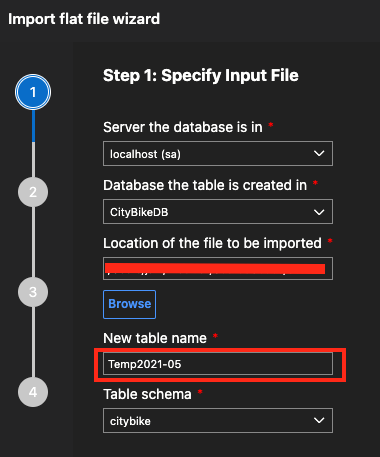 Import flat file wizard
1
Step 1: Specify Input File
Server the database is in *
localhost (sa)
2
Database the table is created in *
CityBikeDB
Location of the file to be imported *
3
Browse
New table name *
Temp2021-05
4
Table schema *
citybike